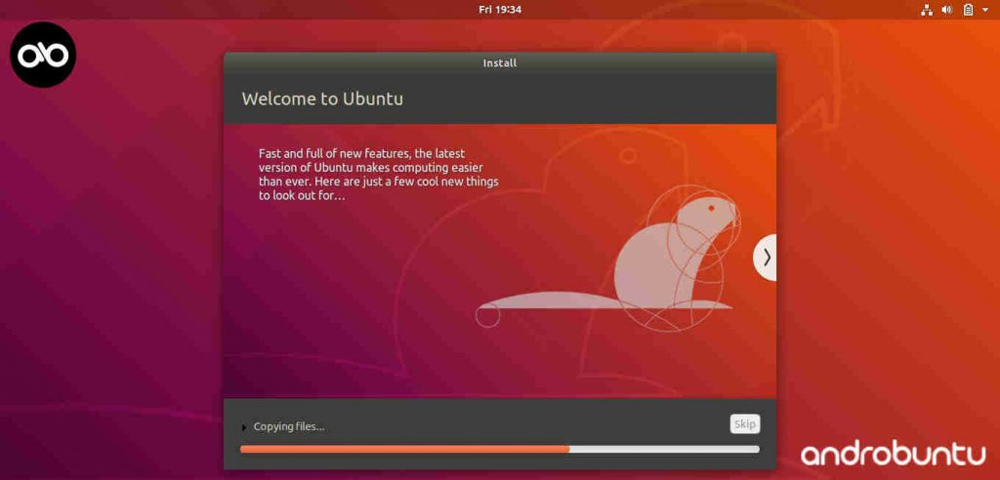 Fri 19:34
ab
Install
Welcome to Ubuntu
Fast and full of new features, the latest
version of Ubuntu makes computing easier
than ever. Here are just a few cool new things
to look out for...
Copying files...
Skip
androbuntu